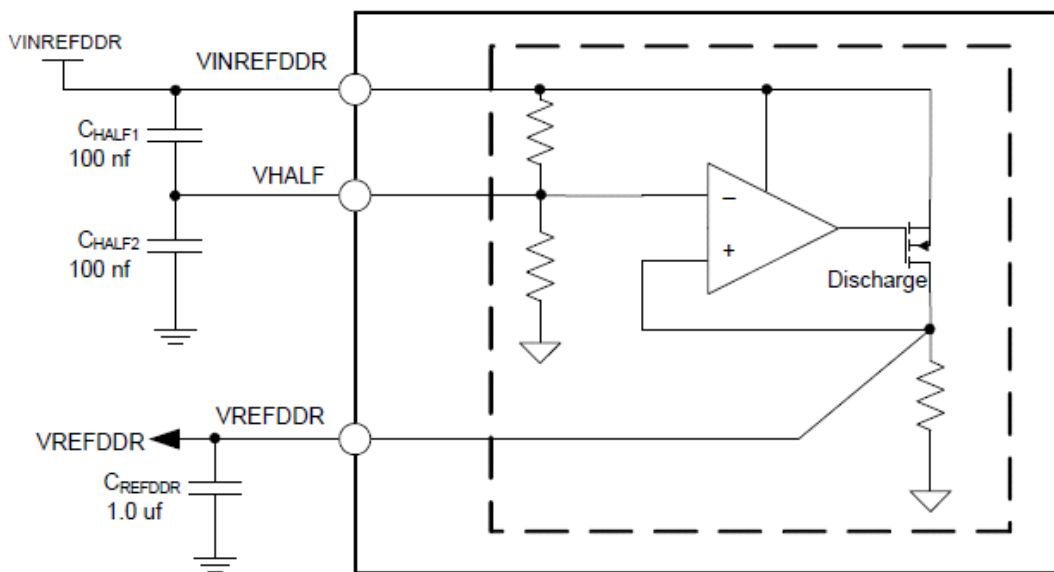 VINREFDDR
VINREFDDR
CHALF1
100 nf
VHALF
CHALF2
100 nf
−
+
Discharge
VREFDDR
VREFDDR
CREFDDR
1.0 uf